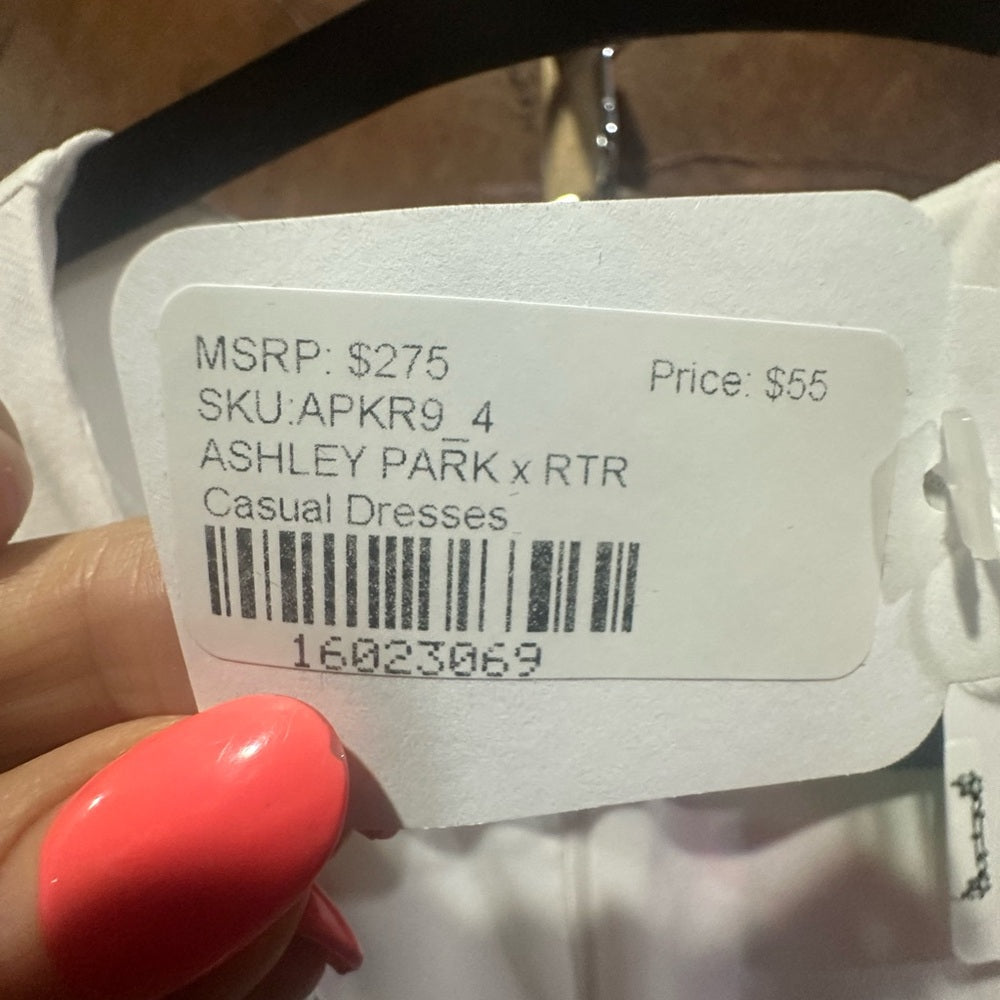 MSRP: $275
Price: $55
SKU:APKR9_4
ASHLEY PARK x RTR
Casual Dresses
16023069